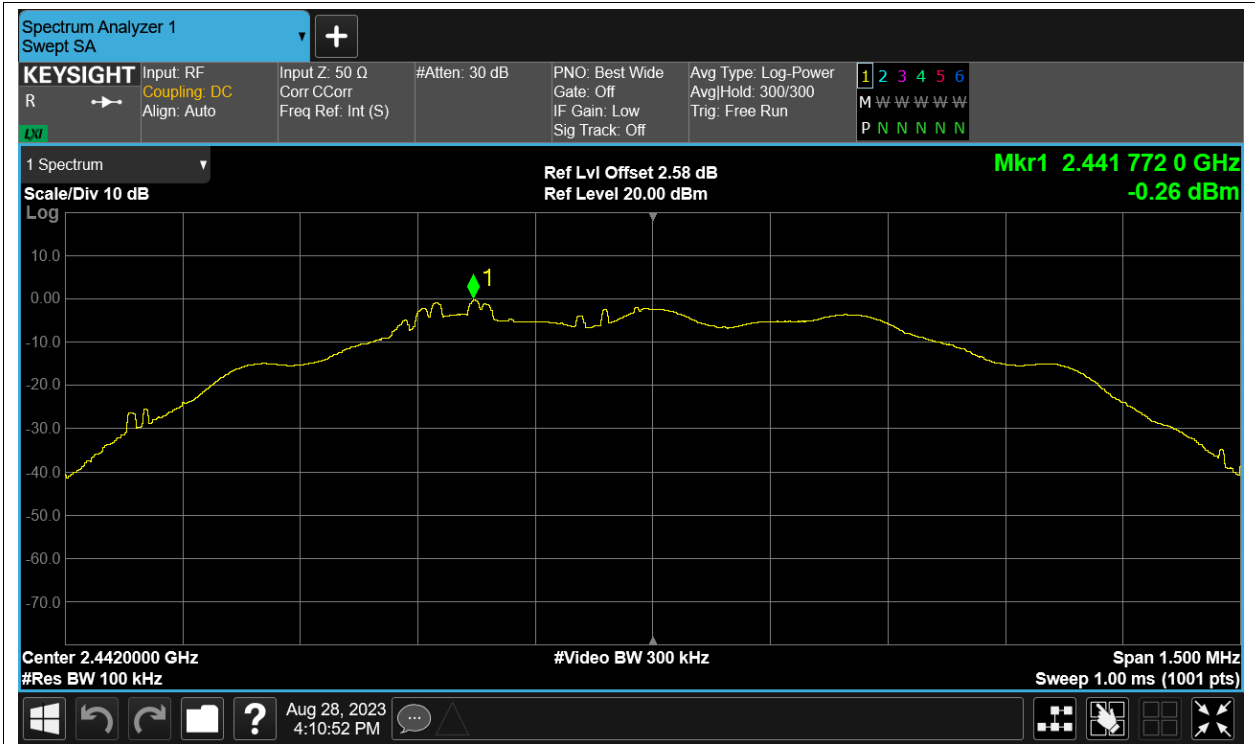 Spectrum Analyzer 1
Swept SA
KEYSIGHT
R
LXI
Input: RF
Coupling: DC
Align: Auto
Input Z: 50 Ω
Corr CCorr
Freq Ref: Int (S)
#Atten: 30 dB
PNO: Best Wide
Gate: Off
IF Gain: Low
Sig Track: Off
Avg Type: Log-Power
Avg|Hold: 300/300
Trig: Free Run
1 2 3 4 5 6
M W W W W W
P N N N N N
1 Spectrum
Scale/Div 10 dB
Ref Lvl Offset 2.58 dB
Ref Level 20.00 dBm
Mkr1 2.441 772 0 GHz
-0.26 dBm
Log
10.0
0.00
-10.0
-20.0
-30.0
-40.0
-50.0
-60.0
-70.0
1
Center 2.4420000 GHz
#Res BW 100 kHz
#Video BW 300 kHz
Span 1.500 MHz
Sweep 1.00 ms (1001 pts)
?
Aug 28, 2023
4:10:52 PM